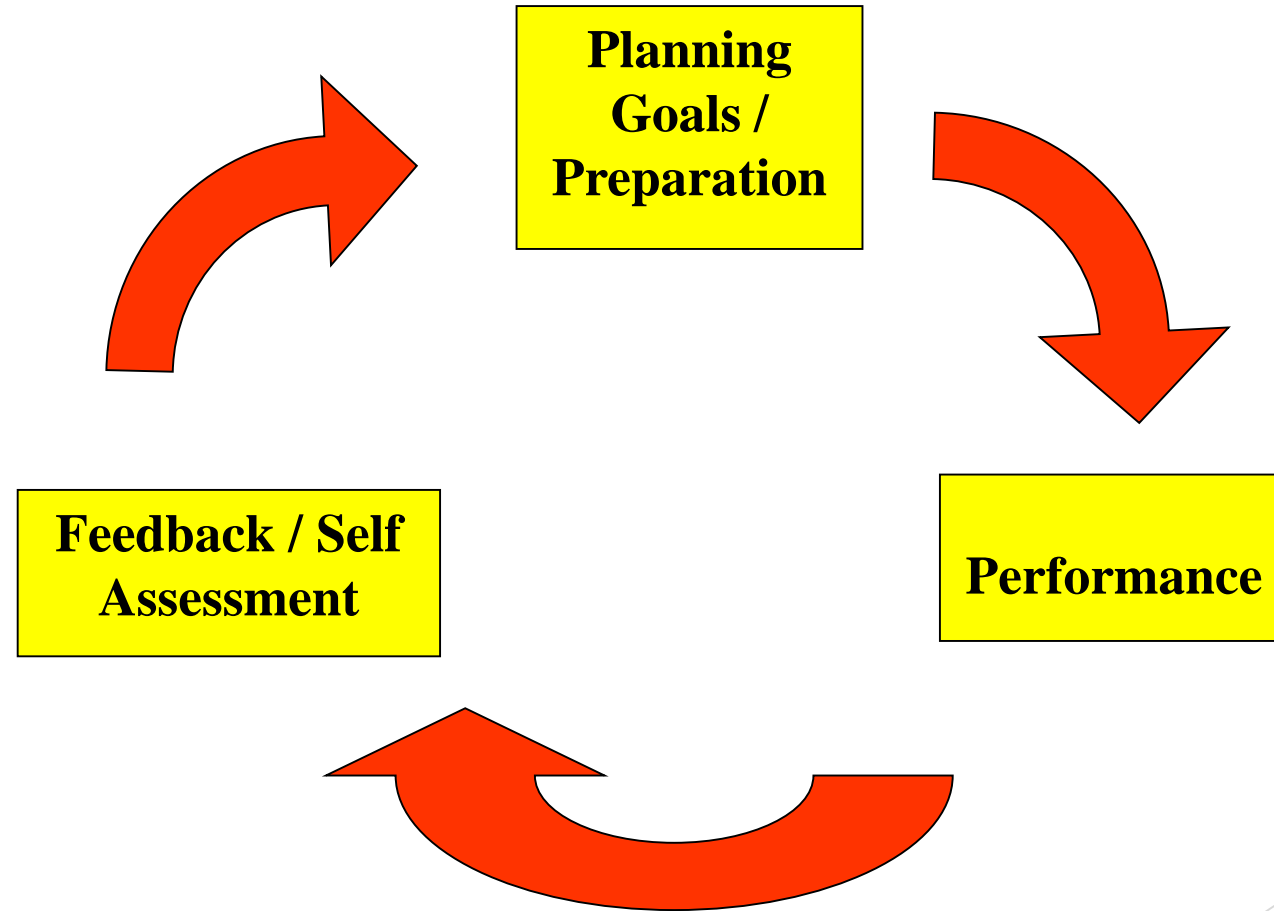 Planning
Goals /
Preparation
Performance
Feedback / Self
Assessment